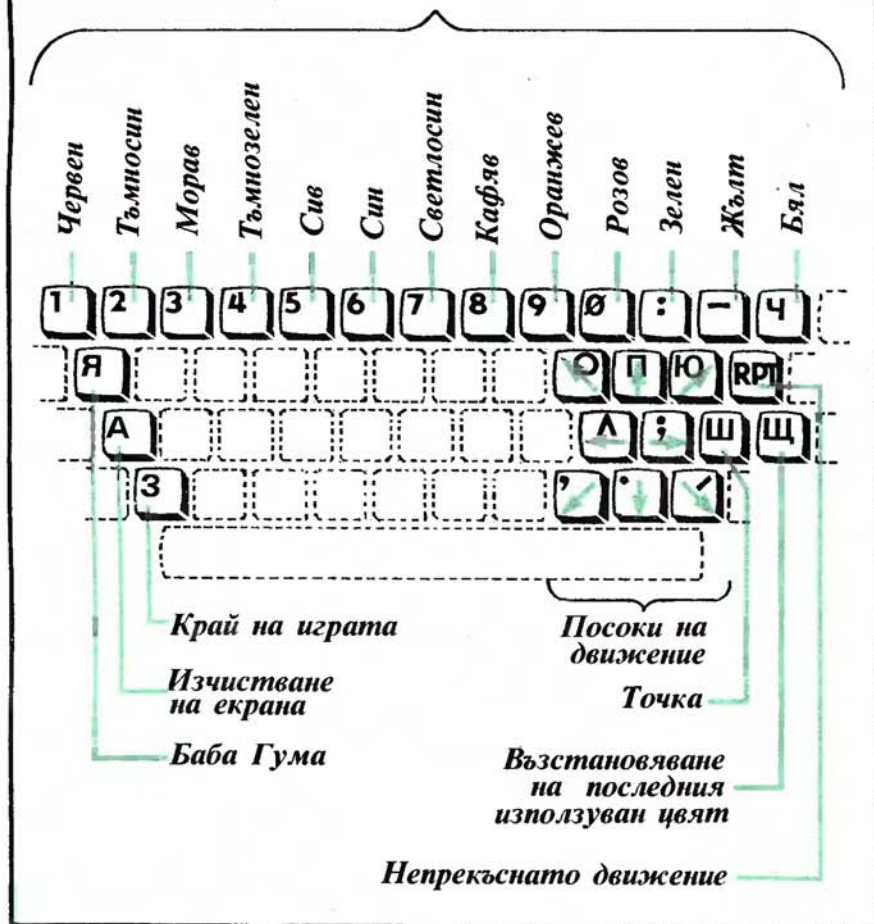 Червен
Тъмносин
Морав
Тъмнозелен
Сив
Син
Светлосин
Кафяв
Оранжев
Розов
Зелен
Жълт
Бял
1 2 3 4 5 6 7 8 9 Ø : — Ч
Я О П Ю RPT
А Л ; Ш Щ
З , . /
Край на играта
Посоки на
движение
Изчистване
на екрана
Точка
Баба Гума
Възстановяване
на последния
използуван цвят
Непрекъснато движение